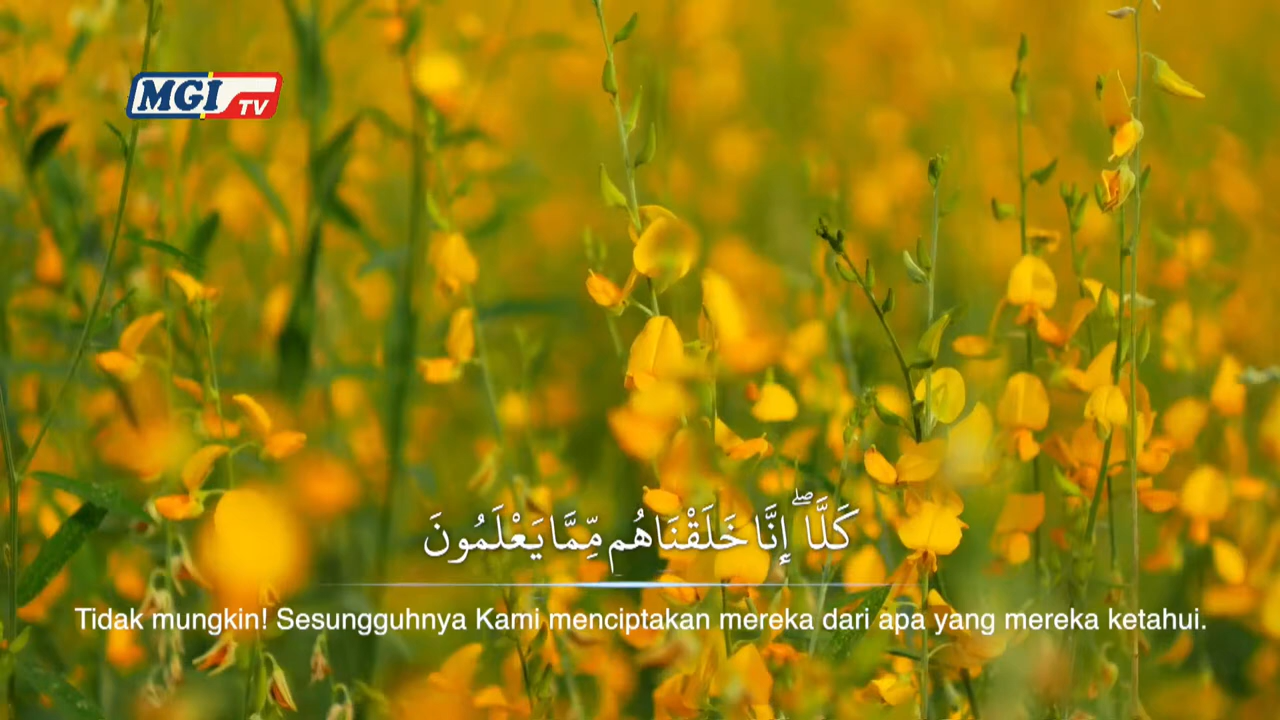 MGI TV
كَلَّا ۖ إِنَّا خَلَقْنَاهُم مِّمَّا يَعْلَمُونَ
Tidak mungkin! Sesungguhnya Kami menciptakan mereka dari apa yang mereka ketahui.